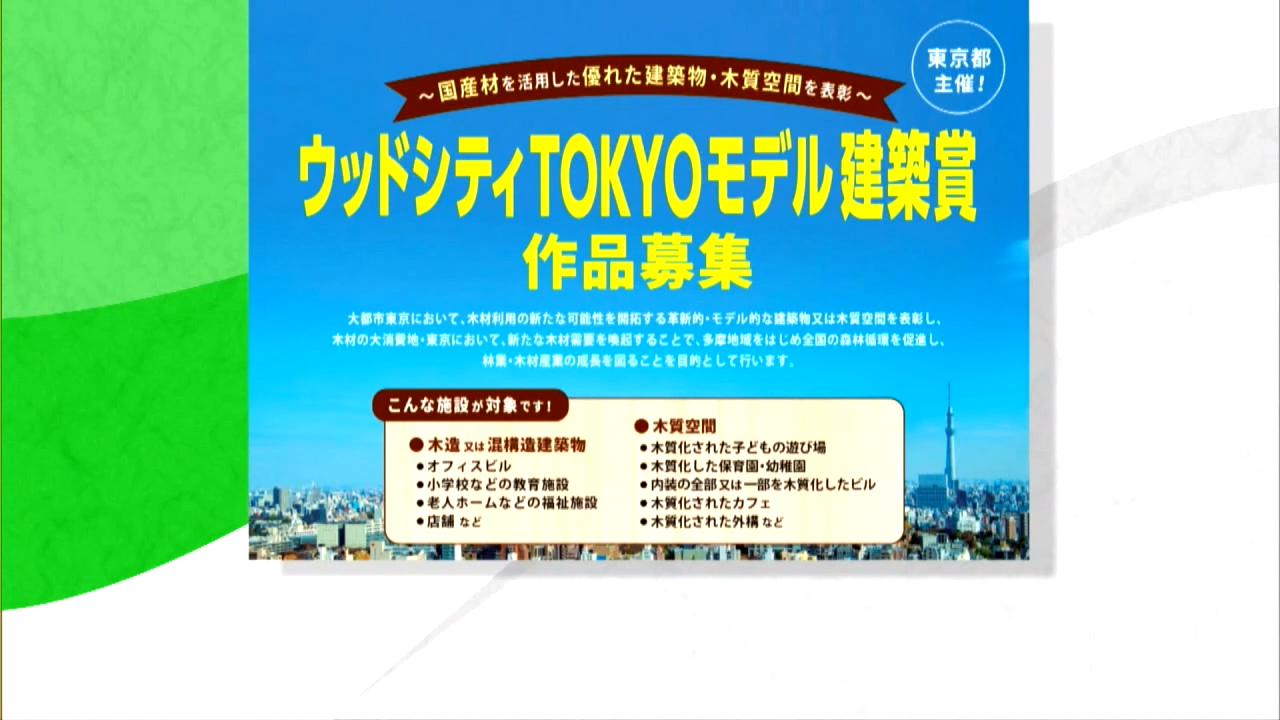 東京都
主催!
～国産材を活用した優れた建築物・木質空間を表彰～
ウッドシティTOKYOモデル建築賞
作品募集
大都市東京において、木材利用の新たな可能性を開拓する革新的・モデル的な建築物又は木質空間を表彰し、
木材の大消費地・東京において、新たな木材需要を喚起することで、多摩地域をはじめ全国の森林循環を促進し、
林業・木材産業の成長を図ることを目的として行います。
こんな施設が対象です!
●木造又は混構造建築物
●オフィスビル
●小学校などの教育施設
●老人ホームなどの福祉施設
●店舗 など
●木質空間
●木質化された子どもの遊び場
●木質化した保育園・幼稚園
●内装の全部又は一部を木質化したビル
●木質化されたカフェ
●木質化された外構 など